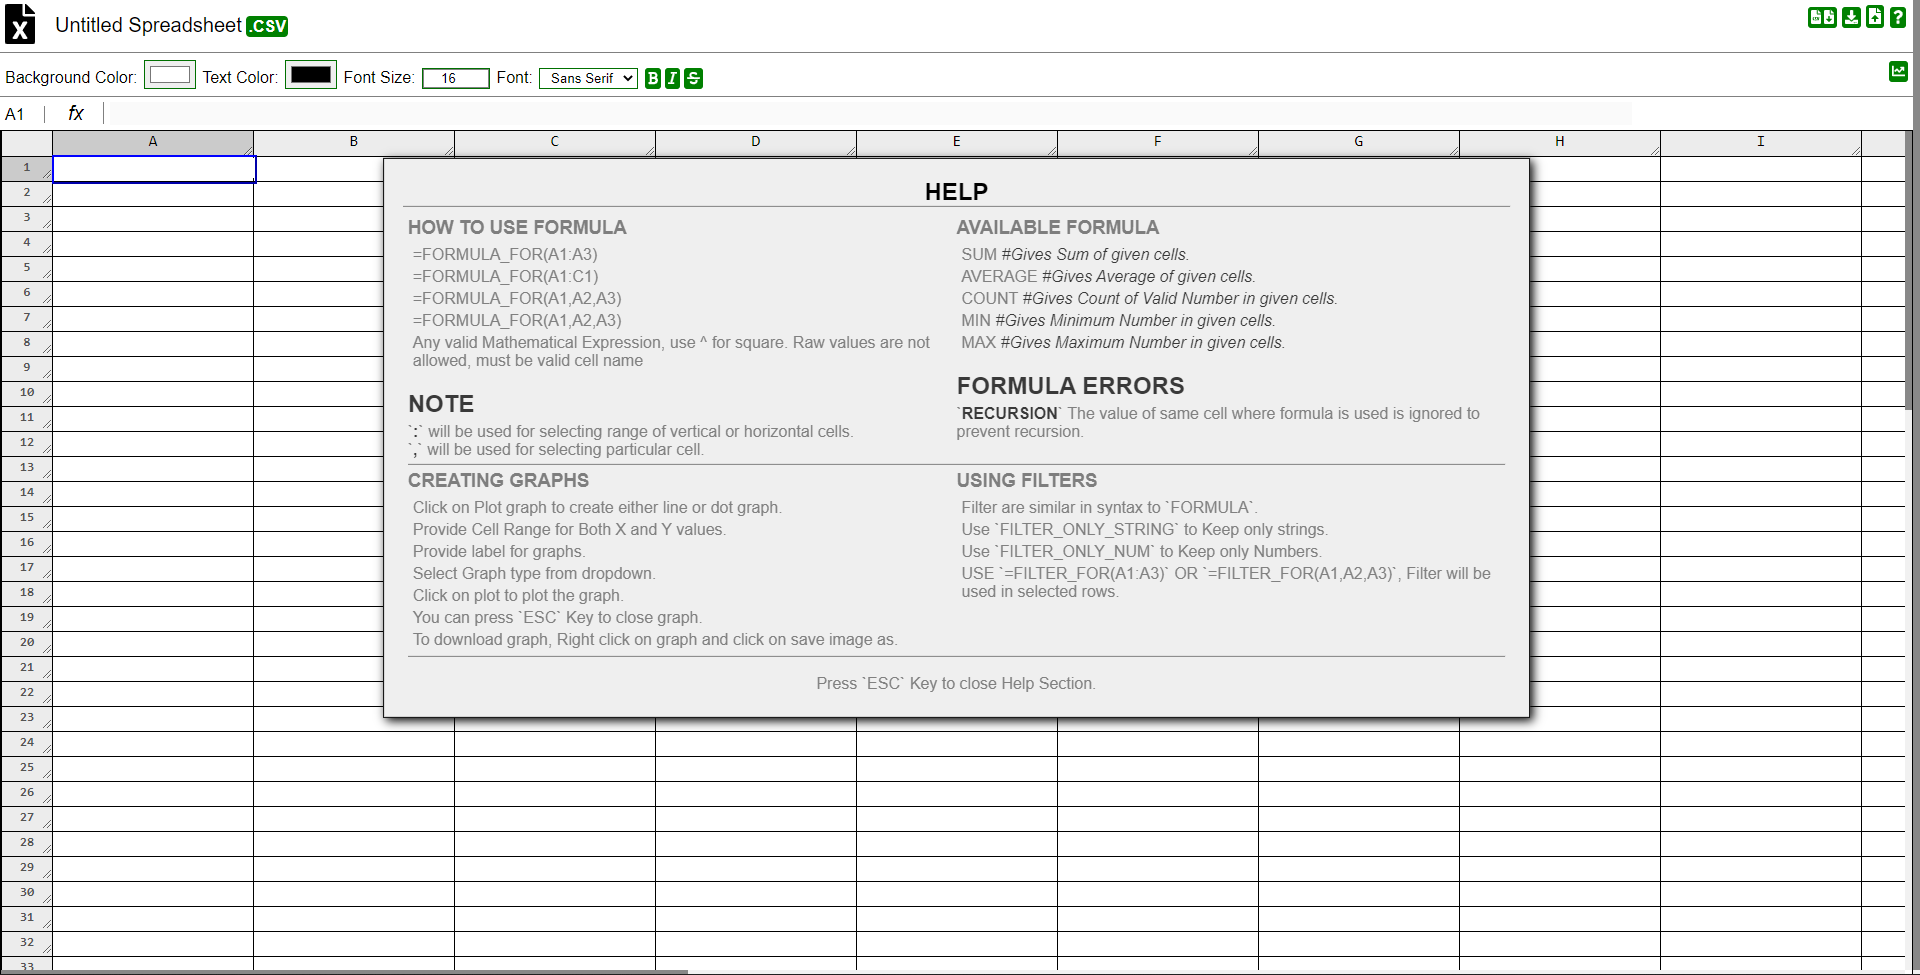 X Untitled Spreadsheet .CSV
Background Color: Text Color: Font Size: 16 Font: Sans Serif B I S
A1 fx
A B C D E F G H I
1
2
3
4
5
6
7
8
9
10
11
12
13
14
15
16
17
18
19
20
21
22
23
24
25
26
27
28
29
30
31
32
33
HELP
HOW TO USE FORMULA
=FORMULA_FOR(A1:A3)
=FORMULA_FOR(A1:C1)
=FORMULA_FOR(A1,A2,A3)
=FORMULA_FOR(A1,A2,A3)
Any valid Mathematical Expression, use ^ for square. Raw values are not
allowed, must be valid cell name
NOTE
`:` will be used for selecting range of vertical or horizontal cells.
`,` will be used for selecting particular cell.
AVAILABLE FORMULA
SUM #Gives Sum of given cells.
AVERAGE #Gives Average of given cells.
COUNT #Gives Count of Valid Number in given cells.
MIN #Gives Minimum Number in given cells.
MAX #Gives Maximum Number in given cells.
FORMULA ERRORS
`RECURSION` The value of same cell where formula is used is ignored to
prevent recursion.
CREATING GRAPHS
Click on Plot graph to create either line or dot graph.
Provide Cell Range for Both X and Y values.
Provide label for graphs.
Select Graph type from dropdown.
Click on plot to plot the graph.
You can press `ESC` Key to close graph.
To download graph, Right click on graph and click on save image as.
USING FILTERS
Filter are similar in syntax to `FORMULA`.
Use `FILTER_ONLY_STRING` to Keep only strings.
Use `FILTER_ONLY_NUM` to Keep only Numbers.
USE `=FILTER_FOR(A1:A3)` OR `=FILTER_FOR(A1,A2,A3)`, Filter will be
used in selected rows.
Press `ESC` Key to close Help Section.